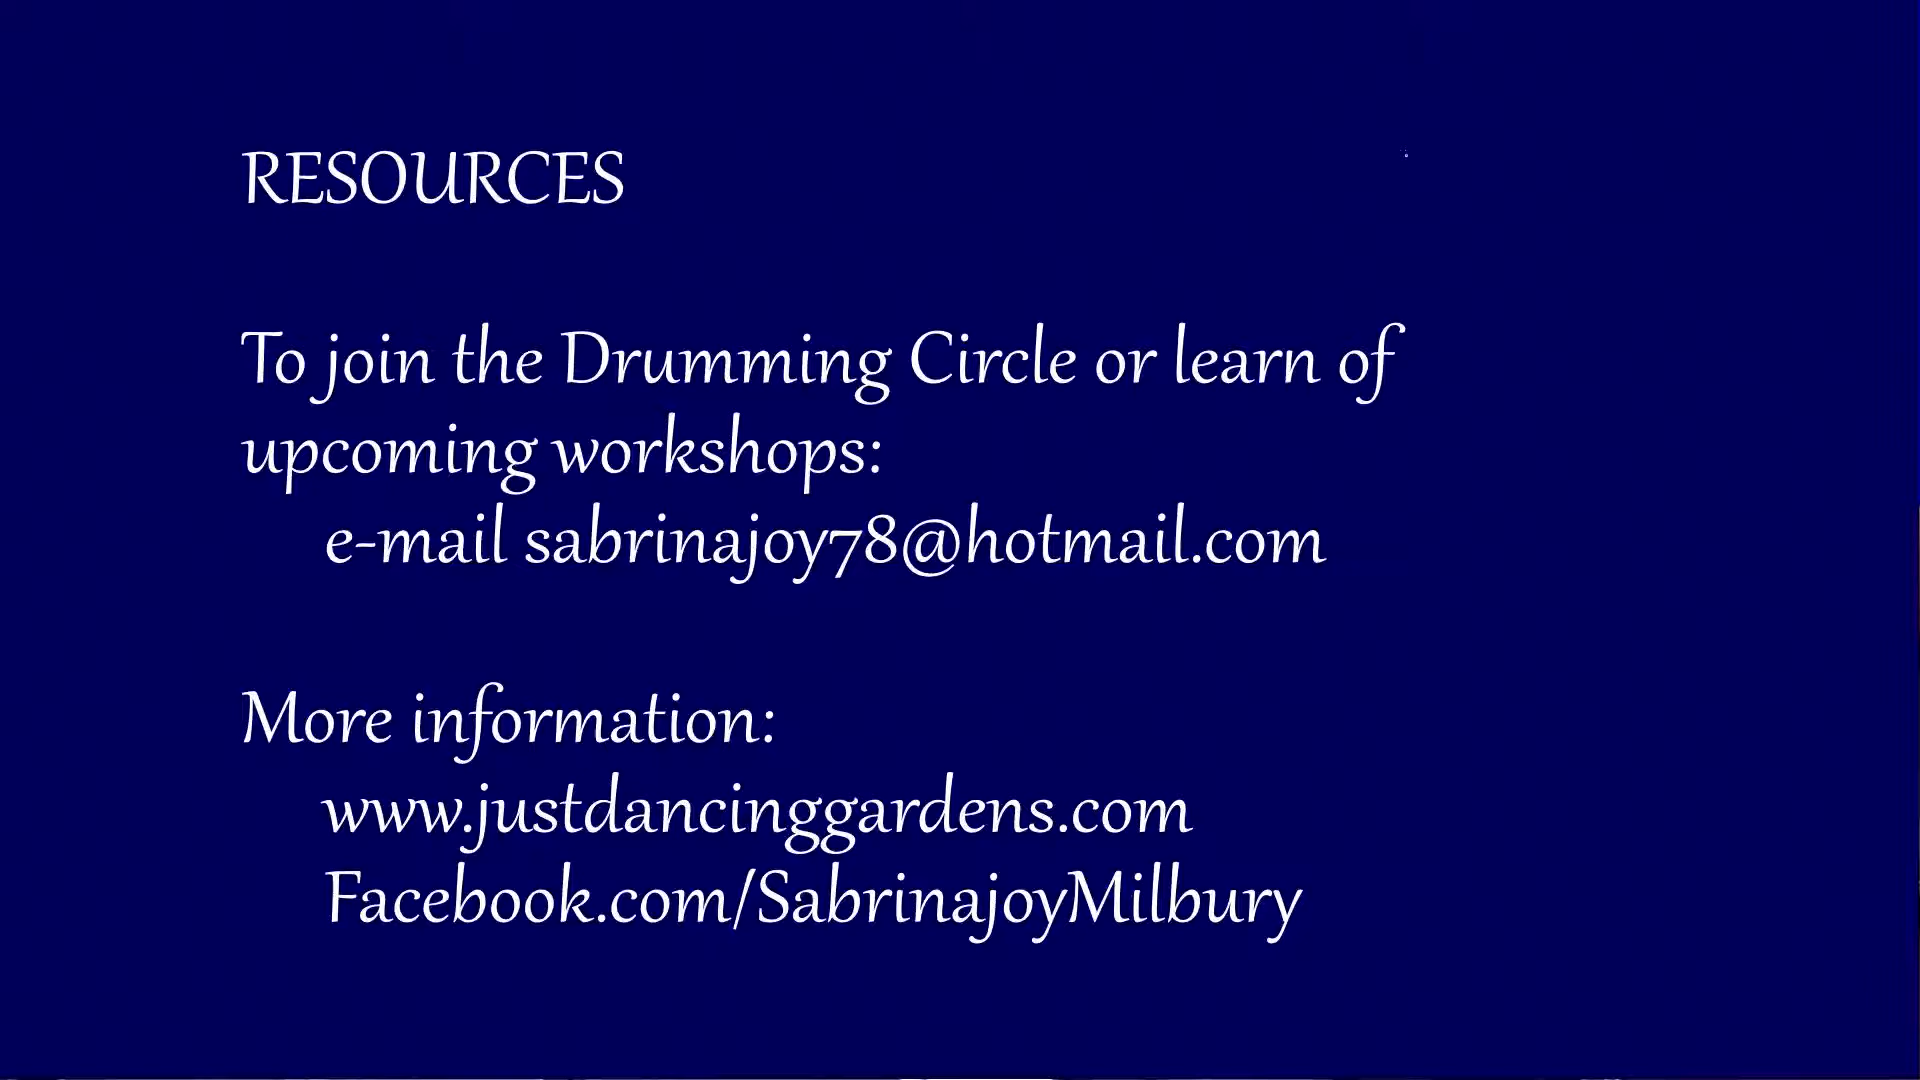 RESOURCES
To join the Drumming Circle or learn of
upcoming workshops:
e-mail sabrinajoy78@hotmail.com
More information:
www.justdancinggardens.com
Facebook.com/SabrinajoyMilbury